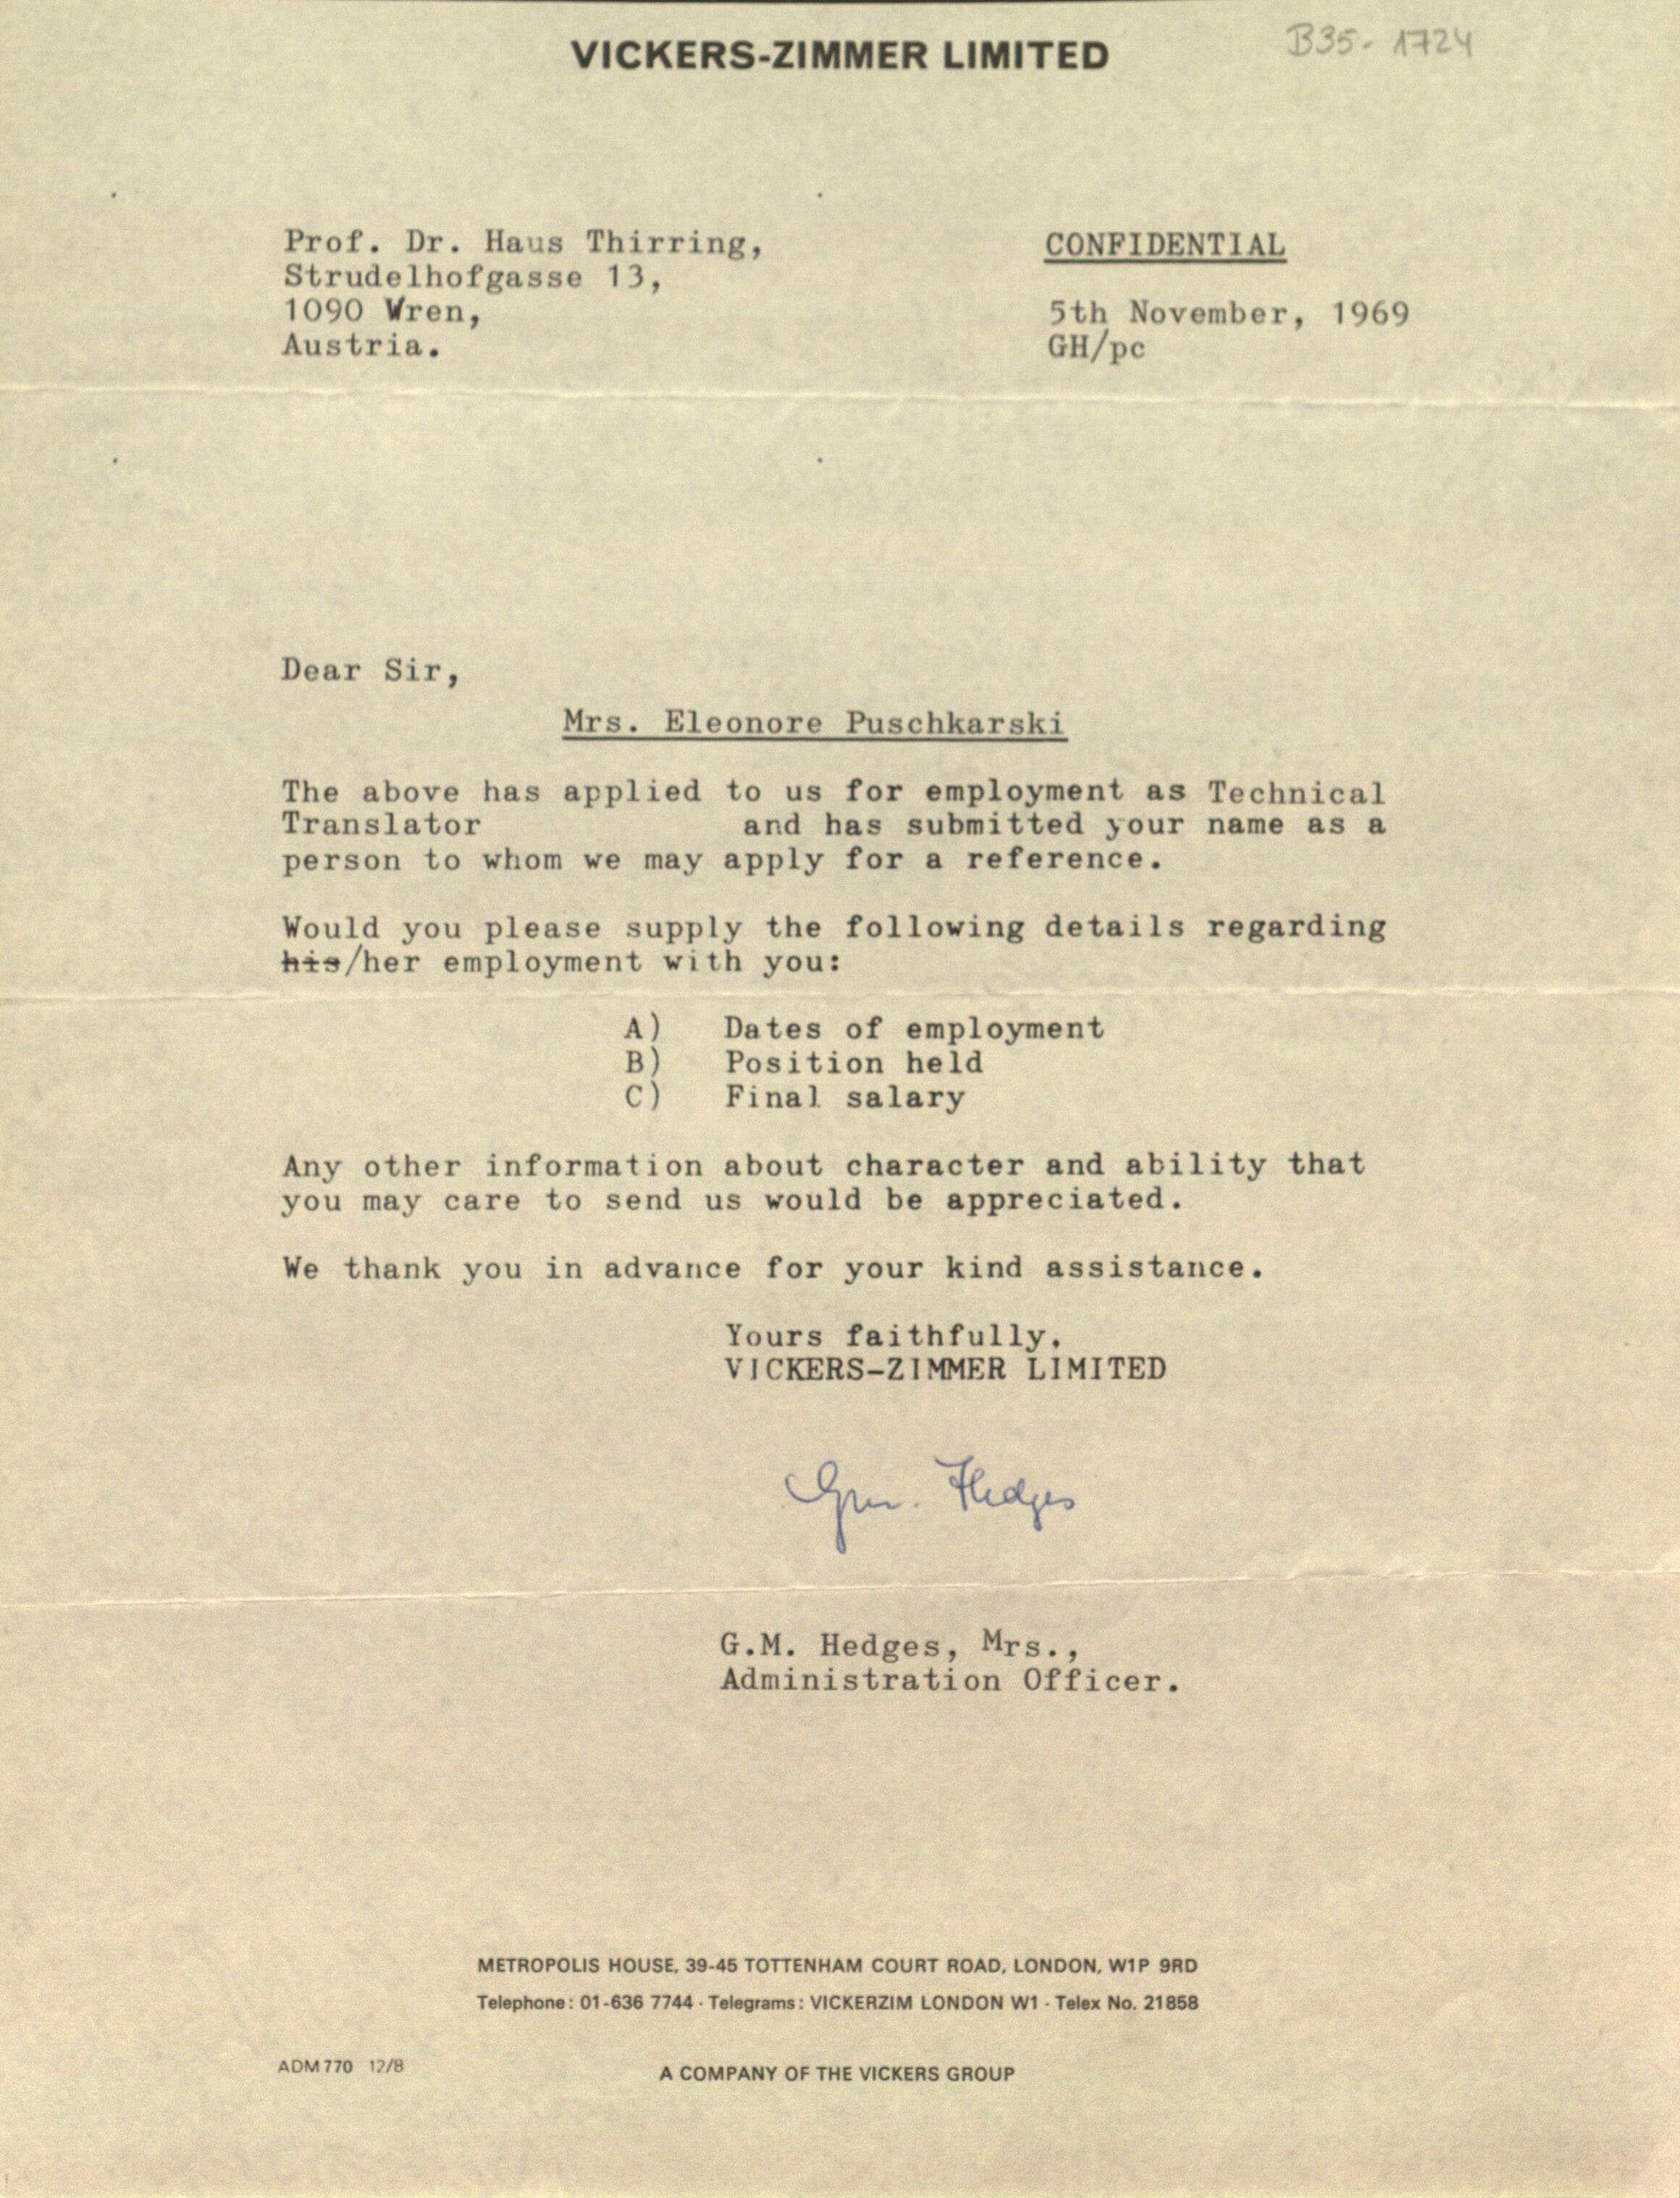 VICKERS-ZIMMER LIMITED
B35-1724
Prof. Dr. Haus Thirring,
Strudelhofgasse 13,
1090 Wren,
Austria.
CONFIDENTIAL
5th November, 1969
GH/pc
Dear Sir,
Mrs. Eleonore Puschkarski
The above has applied to us for employment as Technical
Translator and has submitted your name as a
person to whom we may apply for a reference.
Would you please supply the following details regarding
his/her employment with you:
A) Dates of employment
B) Position held
C) Final salary
Any other information about character and ability that
you may care to send us would be appreciated.
We thank you in advance for your kind assistance.
Yours faithfully,
VICKERS-ZIMMER LIMITED
Gm. Hedges
G.M. Hedges, Mrs.,
Administration Officer.
METROPOLIS HOUSE, 39-45 TOTTENHAM COURT ROAD, LONDON, W1P 9RD
Telephone: 01-636 7744 · Telegrams: VICKERZIM LONDON W1 · Telex No. 21858
ADM 770 12/8
A COMPANY OF THE VICKERS GROUP